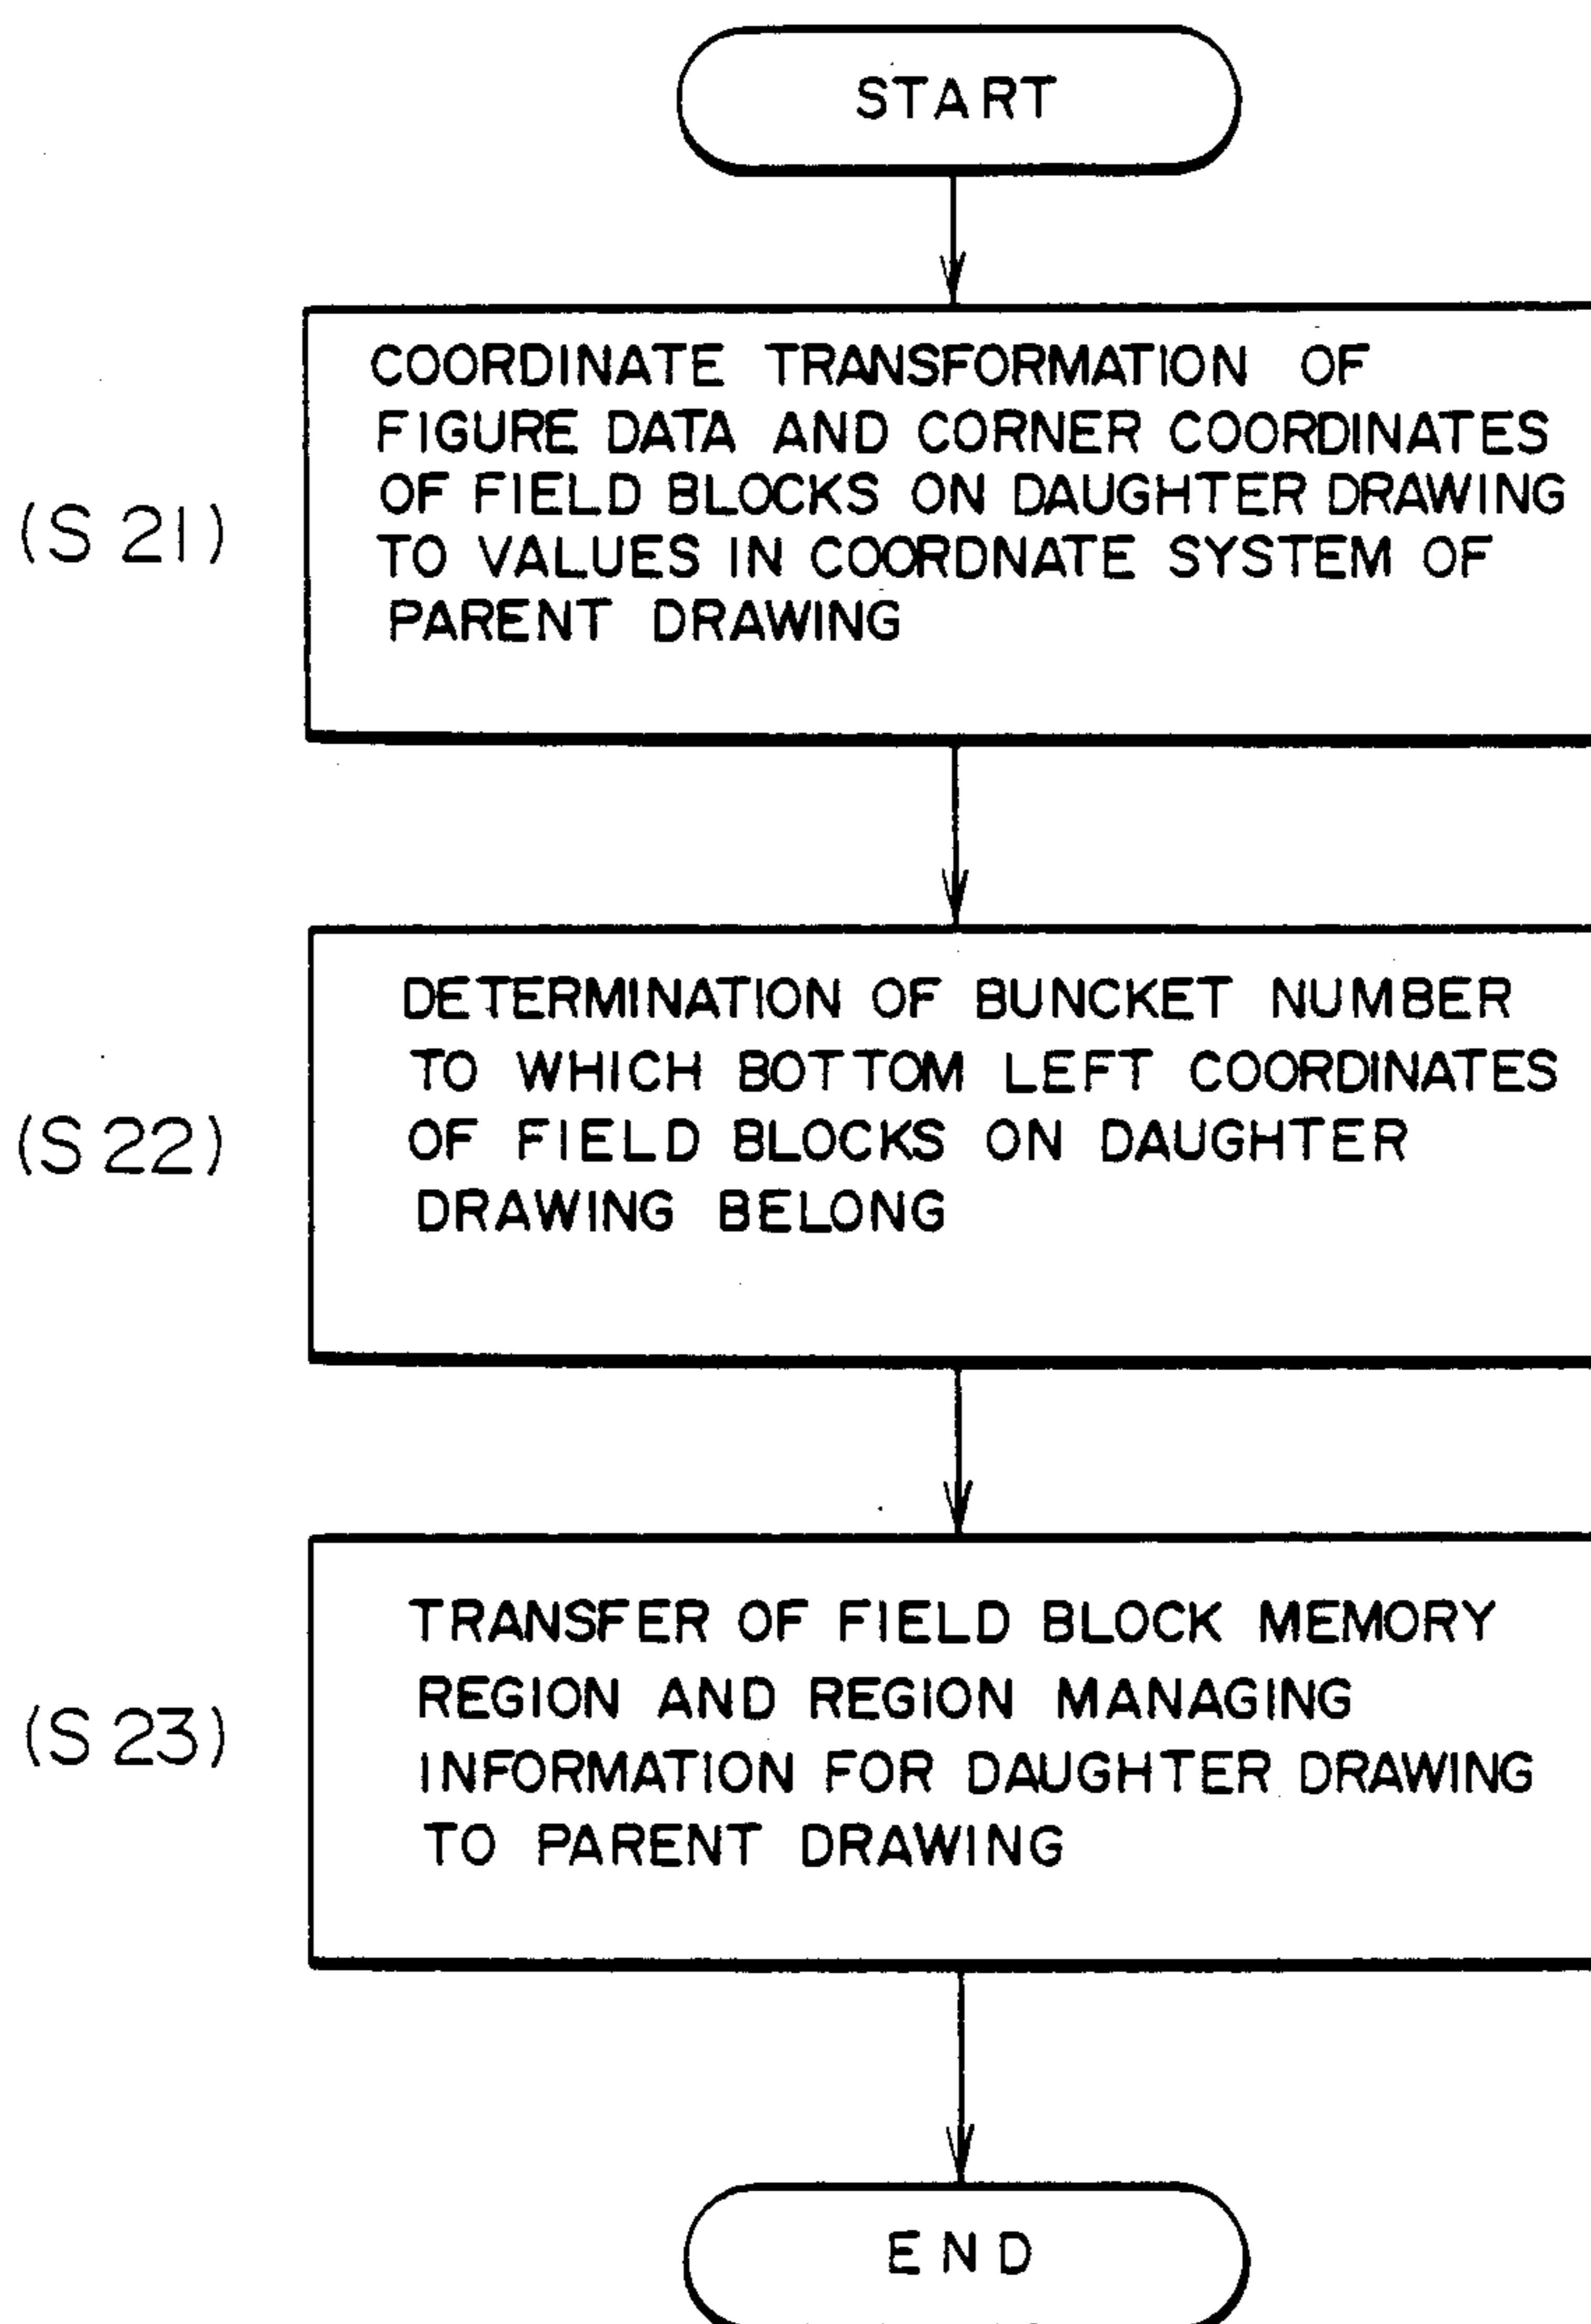 START
COORDINATE TRANSFORMATION OF
FIGURE DATA AND CORNER COORDINATES
OF FIELD BLOCKS ON DAUGHTER DRAWING
(S 21)
TO VALUES IN COORDNATE SYSTEM OF
PARENT DRAWING
DETERMINATION OF BUNCKET NUMBER
TO WHICH BOTTOM LEFT COORDINATES
(S 22)
OF FIELD BLOCKS ON DAUGHTER
DRAWING BELONG
TRANSFER OF FIELD BLOCK MEMORY
REGION AND REGION MANAGING
(S 23)
INFORMATION FOR DAUGHTER DRAWING
TO PARENT DRAWING
END